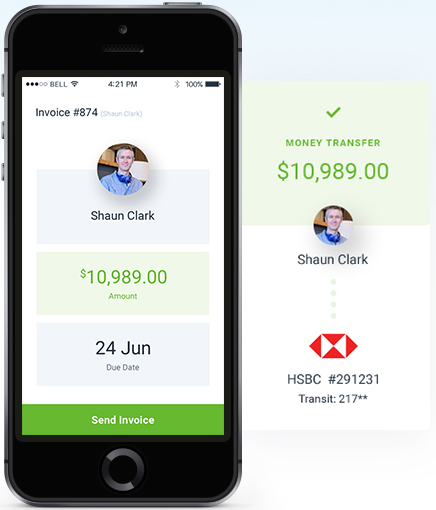 ●●●○○ BELL 4:21 PM 100%
Invoice #874 (Shaun Clark)
Shaun Clark
$10,989.00
Amount
24 Jun
Due Date
Send Invoice
MONEY TRANSFER
$10,989.00
Shaun Clark
HSBC #291231
Transit: 217**